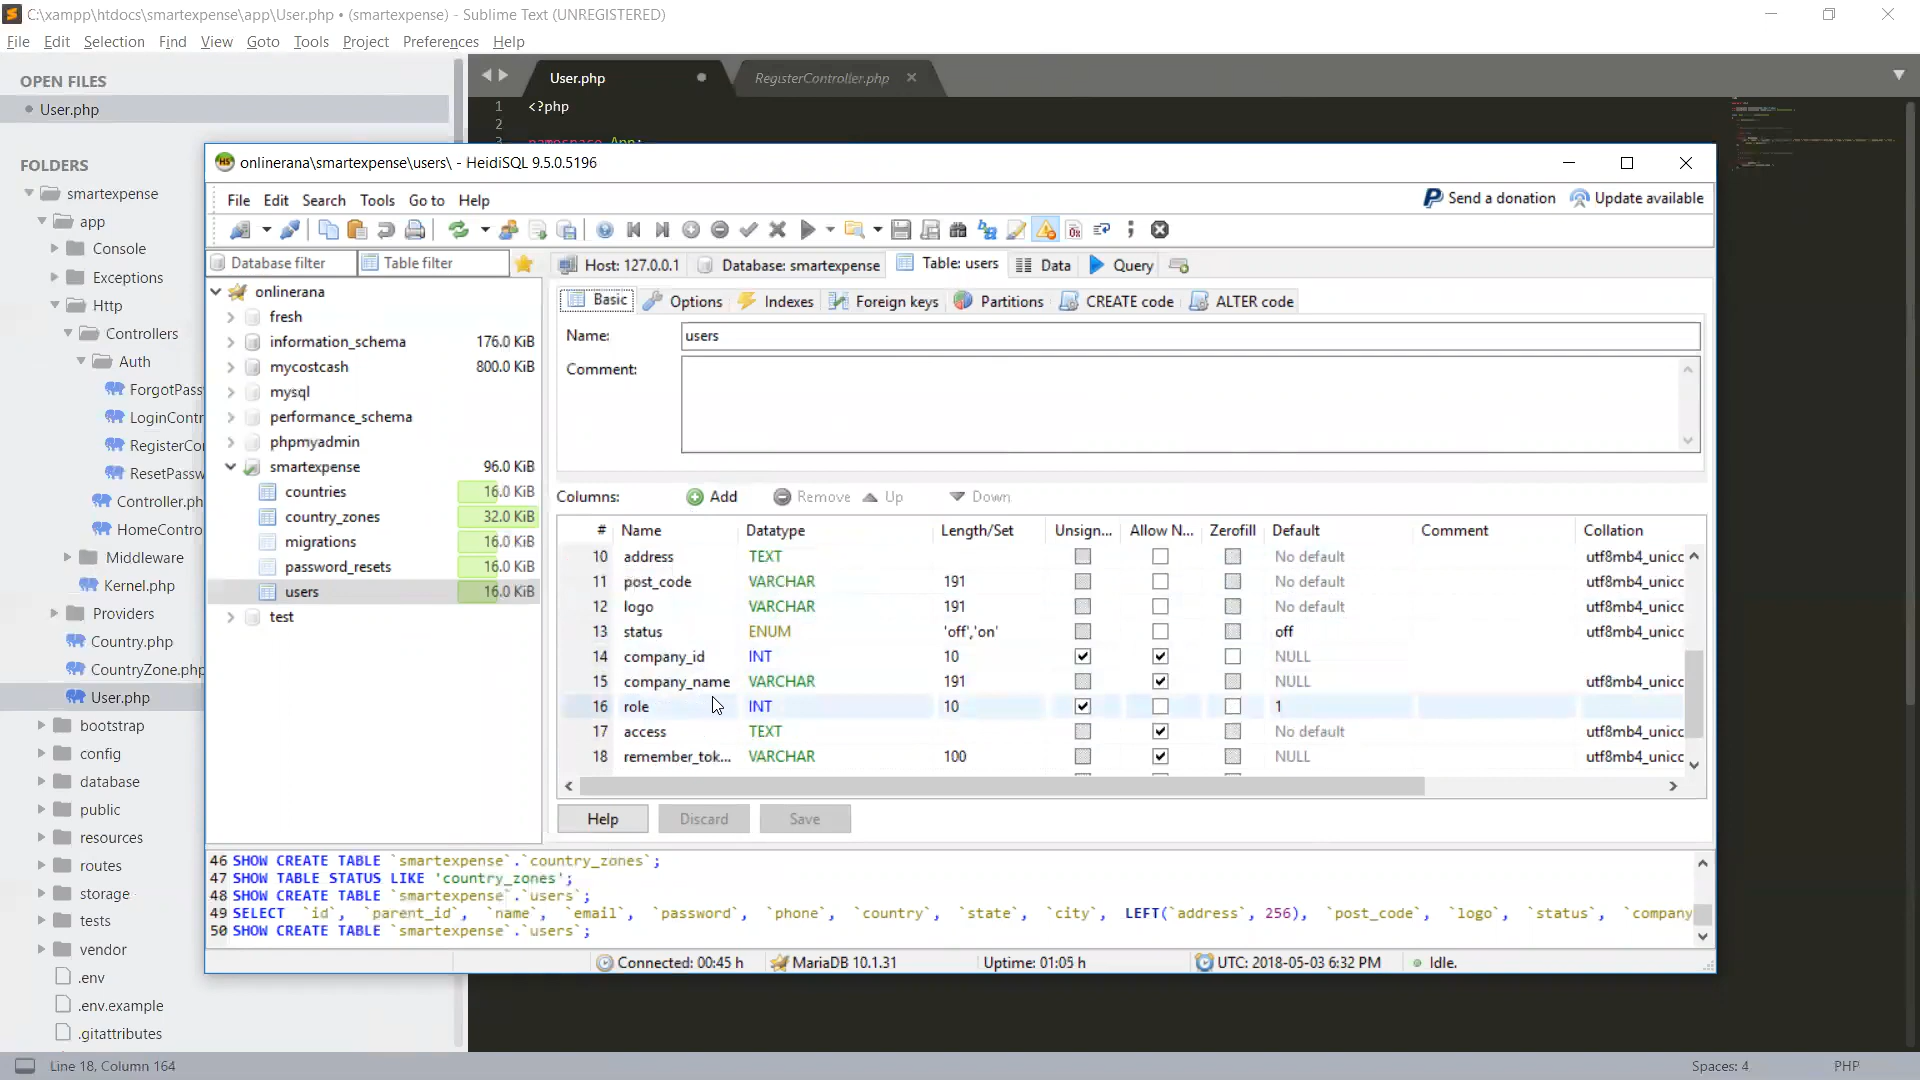 C:\xampp\htdocs\smartexpense\app\User.php • (smartexpense) - Sublime Text (UNREGISTERED)
File Edit Selection Find View Goto Tools Project Preferences Help
OPEN FILES
User.php
FOLDERS
smartexpense
app
Console
Exceptions
Http
Controllers
Auth
ForgotPass
LoginContr
RegisterCo
ResetPassw
Controller.ph
HomeContro
Middleware
Kernel.php
Providers
Country.php
CountryZone.php
User.php
bootstrap
config
database
public
resources
routes
storage
tests
vendor
.env
.env.example
.gitattributes
User.php RegisterController.php
1 <?php
2
3 namespace App;
onlinerana\smartexpense\users\ - HeidiSQL 9.5.0.5196
File Edit Search Tools Go to Help
Send a donation Update available
Database filter Table filter
Host: 127.0.0.1 Database: smartexpense Table: users Data Query
onlinerana
fresh
information_schema 176.0 KiB
mycostcash 800.0 KiB
mysql
performance_schema
phpmyadmin
smartexpense 96.0 KiB
countries 16.0 KiB
country_zones 32.0 KiB
migrations 16.0 KiB
password_resets 16.0 KiB
users 16.0 KiB
test
Basic Options Indexes Foreign keys Partitions CREATE code ALTER code
Name: users
Comment:
Columns: Add Remove Up Down
# Name Datatype Length/Set Unsign... Allow N... Zerofill Default Comment Collation
10 address TEXT No default utf8mb4_unicc
11 post_code VARCHAR 191 No default utf8mb4_unicc
12 logo VARCHAR 191 No default utf8mb4_unicc
13 status ENUM 'off','on' off utf8mb4_unicc
14 company_id INT 10 NULL
15 company_name VARCHAR 191 NULL utf8mb4_unicc
16 role INT 10 1
17 access TEXT No default utf8mb4_unicc
18 remember_tok... VARCHAR 100 NULL utf8mb4_unicc
Help Discard Save
46 SHOW CREATE TABLE `smartexpense`.`country_zones`;
47 SHOW TABLE STATUS LIKE 'country_zones';
48 SHOW CREATE TABLE `smartexpense`.`users`;
49 SELECT `id`, `parent_id`, `name`, `email`, `password`, `phone`, `country`, `state`, `city`, LEFT(`address`, 256), `post_code`, `logo`, `status`, `company
50 SHOW CREATE TABLE `smartexpense`.`users`;
Connected: 00:45 h MariaDB 10.1.31 Uptime: 01:05 h UTC: 2018-05-03 6:32 PM Idle.
Line 18, Column 164 Spaces: 4 PHP